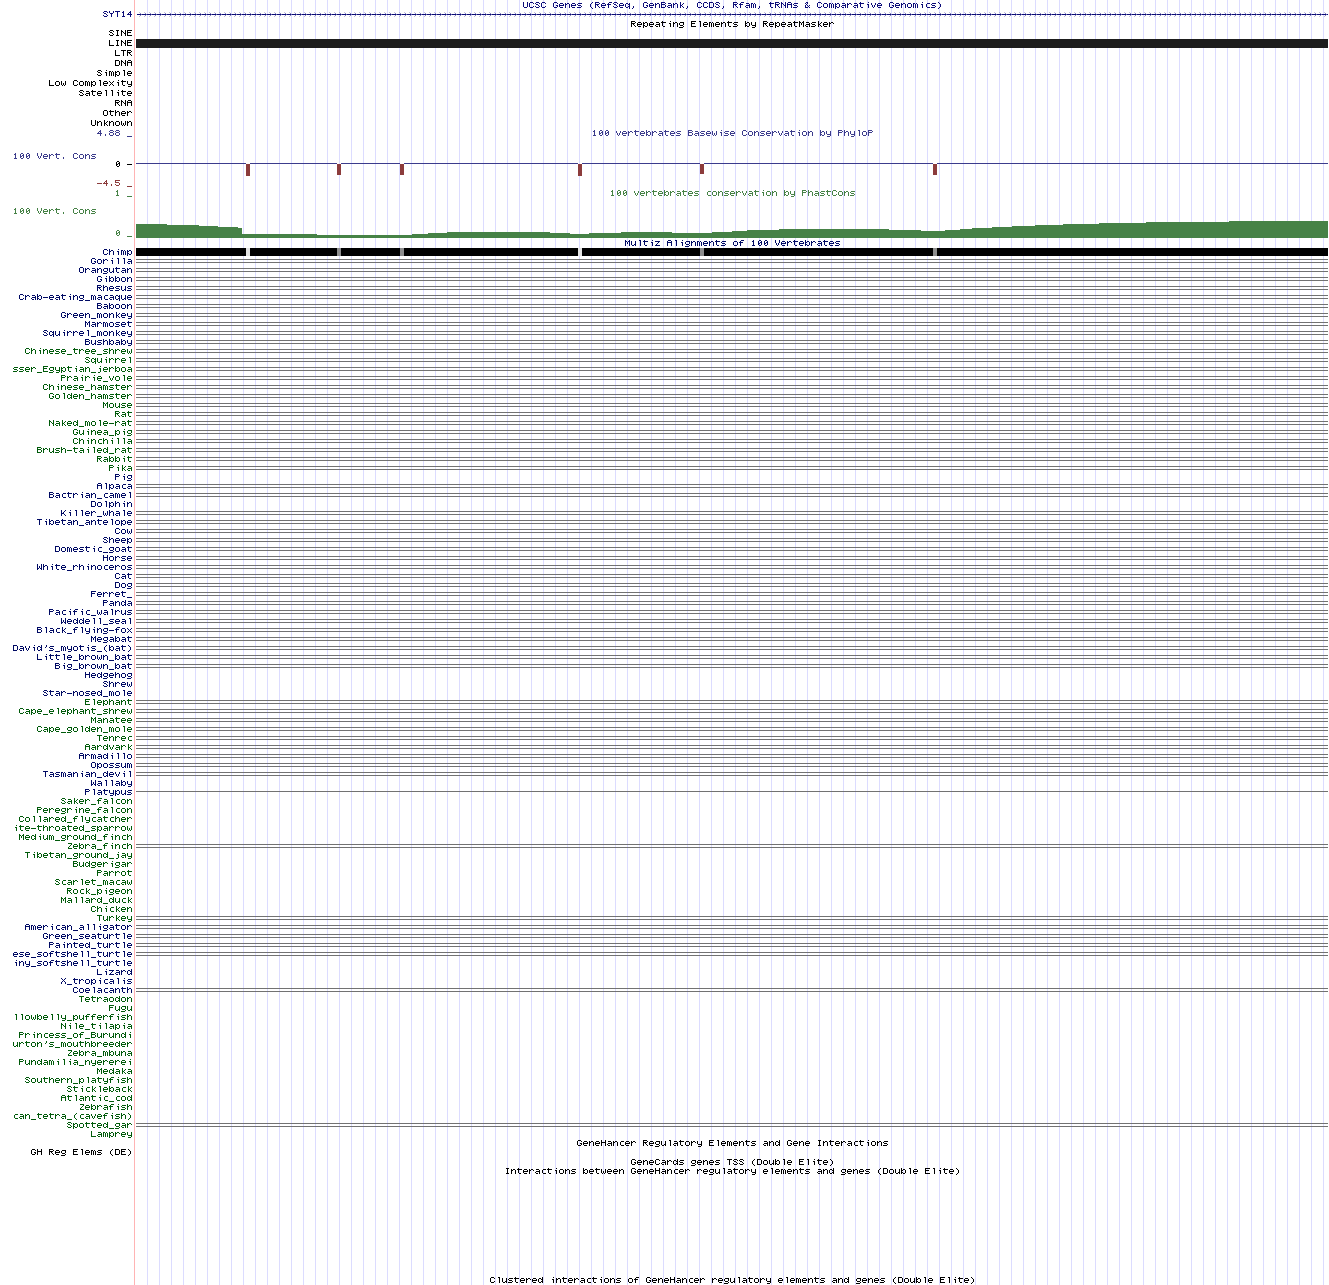 UCSC Genes (RefSeq, GenBank, CCDS, Rfam, tRNAs & Comparative Genomics)
SYT14
Repeating Elements by RepeatMasker
SINE
LINE
LTR
DNA
Simple
Low Complexity
Satellite
RNA
Other
Unknown
4.88 _
100 vertebrates Basewise Conservation by PhyloP
100 Vert. Cons
0 -
-4.5 _
1 _
100 vertebrates conservation by PhastCons
100 Vert. Cons
0 _
Multiz Alignments of 100 Vertebrates
Chimp
Gorilla
Orangutan
Gibbon
Rhesus
Crab-eating_macaque
Baboon
Green_monkey
Marmoset
Squirrel_monkey
Bushbaby
Chinese_tree_shrew
Squirrel
sser_Egyptian_jerboa
Prairie_vole
Chinese_hamster
Golden_hamster
Mouse
Rat
Naked_mole-rat
Guinea_pig
Chinchilla
Brush-tailed_rat
Rabbit
Pika
Pig
Alpaca
Bactrian_camel
Dolphin
Killer_whale
Tibetan_antelope
Cow
Sheep
Domestic_goat
Horse
White_rhinoceros
Cat
Dog
Ferret_
Panda
Pacific_walrus
Weddell_seal
Black_flying-fox
Megabat
David's_myotis_(bat)
Little_brown_bat
Big_brown_bat
Hedgehog
Shrew
Star-nosed_mole
Elephant
Cape_elephant_shrew
Manatee
Cape_golden_mole
Tenrec
Aardvark
Armadillo
Opossum
Tasmanian_devil
Wallaby
Platypus
Saker_falcon
Peregrine_falcon
Collared_flycatcher
ite-throated_sparrow
Medium_ground_finch
Zebra_finch
Tibetan_ground_jay
Budgerigar
Parrot
Scarlet_macaw
Rock_pigeon
Mallard_duck
Chicken
Turkey
American_alligator
Green_seaturtle
Painted_turtle
ese_softshell_turtle
iny_softshell_turtle
Lizard
X_tropicalis
Coelacanth
Tetraodon
Fugu
llowbelly_pufferfish
Nile_tilapia
Princess_of_Burundi
urton's_mouthbreeder
Zebra_mbuna
Pundamilia_nyererei
Medaka
Southern_platyfish
Stickleback
Atlantic_cod
Zebrafish
can_tetra_(cavefish)
Spotted_gar
Lamprey
GeneHancer Regulatory Elements and Gene Interactions
GH Reg Elems (DE)
GeneCards genes TSS (Double Elite)
Interactions between GeneHancer regulatory elements and genes (Double Elite)
Clustered interactions of GeneHancer regulatory elements and genes (Double Elite)